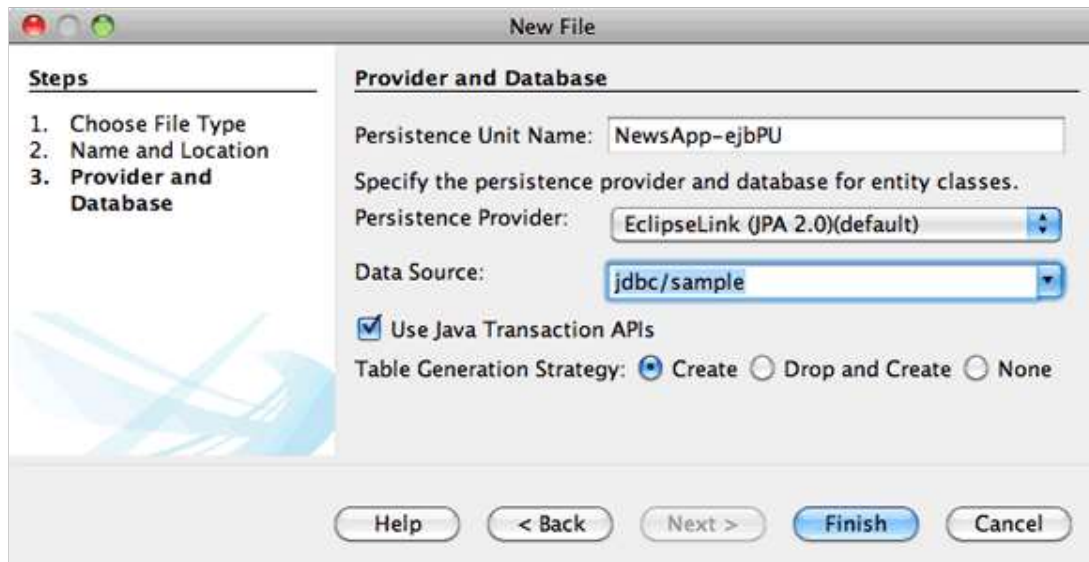 New File
Steps
1. Choose File Type
2. Name and Location
3. Provider and
Database
Provider and Database
Persistence Unit Name: NewsApp-ejbPU
Specify the persistence provider and database for entity classes.
Persistence Provider: EclipseLink (JPA 2.0)(default)
Data Source: jdbc/sample
Use Java Transaction APIs
Table Generation Strategy: Create Drop and Create None
Help < Back Next > Finish Cancel